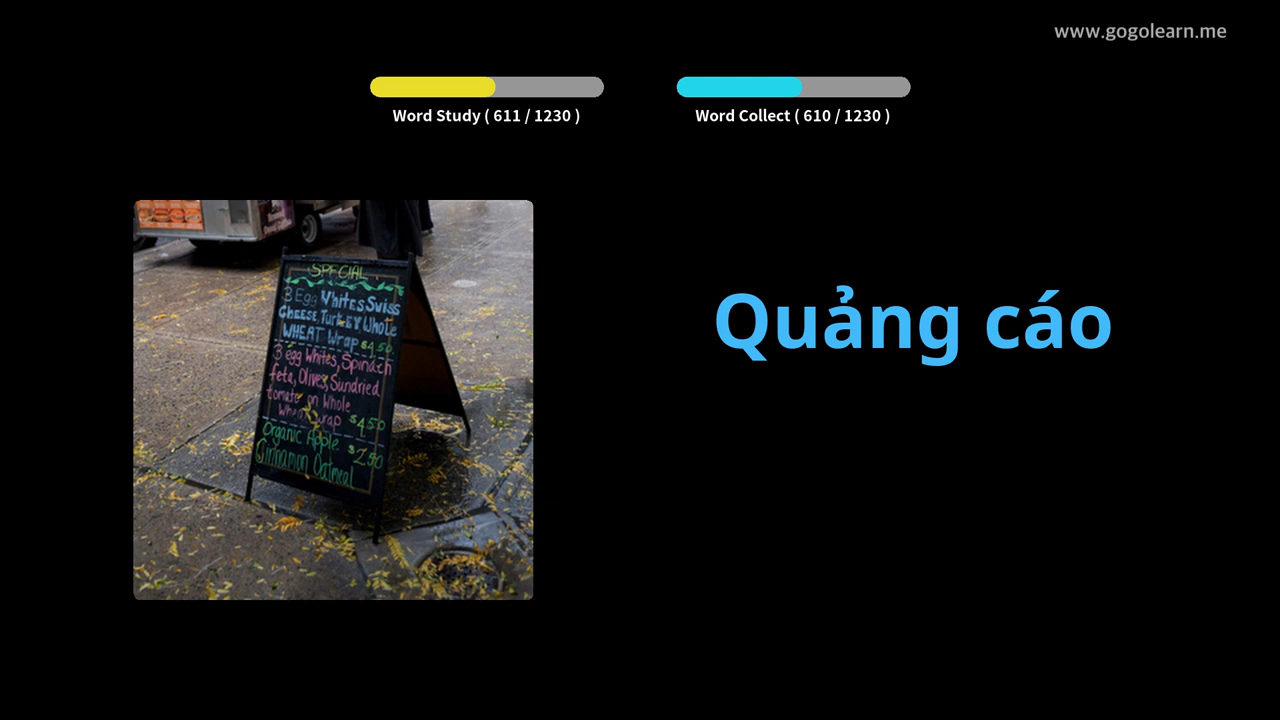 www.gogolearn.me
Word Study ( 611 / 1230 )
Word Collect ( 610 / 1230 )
SPECIAL
3 Egg Whites, Swiss
Cheese, Turkey Whole
WHEAT Wrap $4.50
3 egg Whites, Spinach
feta, Olives, Sundried
tomato on Whole
Wheat wrap $4.50
Organic Apple
Cinnamon Oatmeal $2.50
Quảng cáo